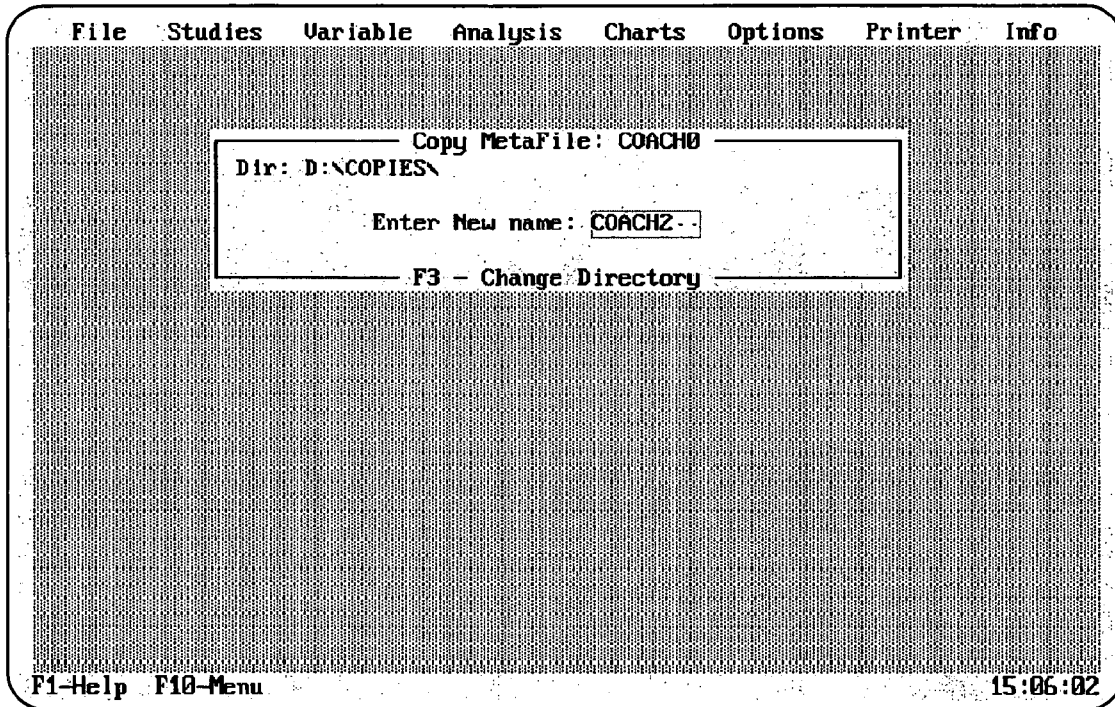 File Studies Variable Analysis Charts Options Printer Info
Copy MetaFile: COACH0
Dir: D:\COPIES\
Enter New name: COACH2--
F3 - Change Directory
F1-Help F10-Menu 15:06:02